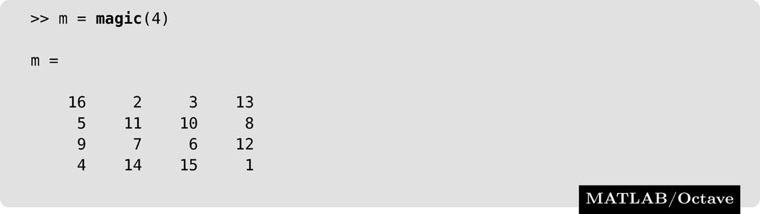 >> m = magic(4)
m =
16 2 3 13
5 11 10 8
9 7 6 12
4 14 15 1
MATLAB/Octave